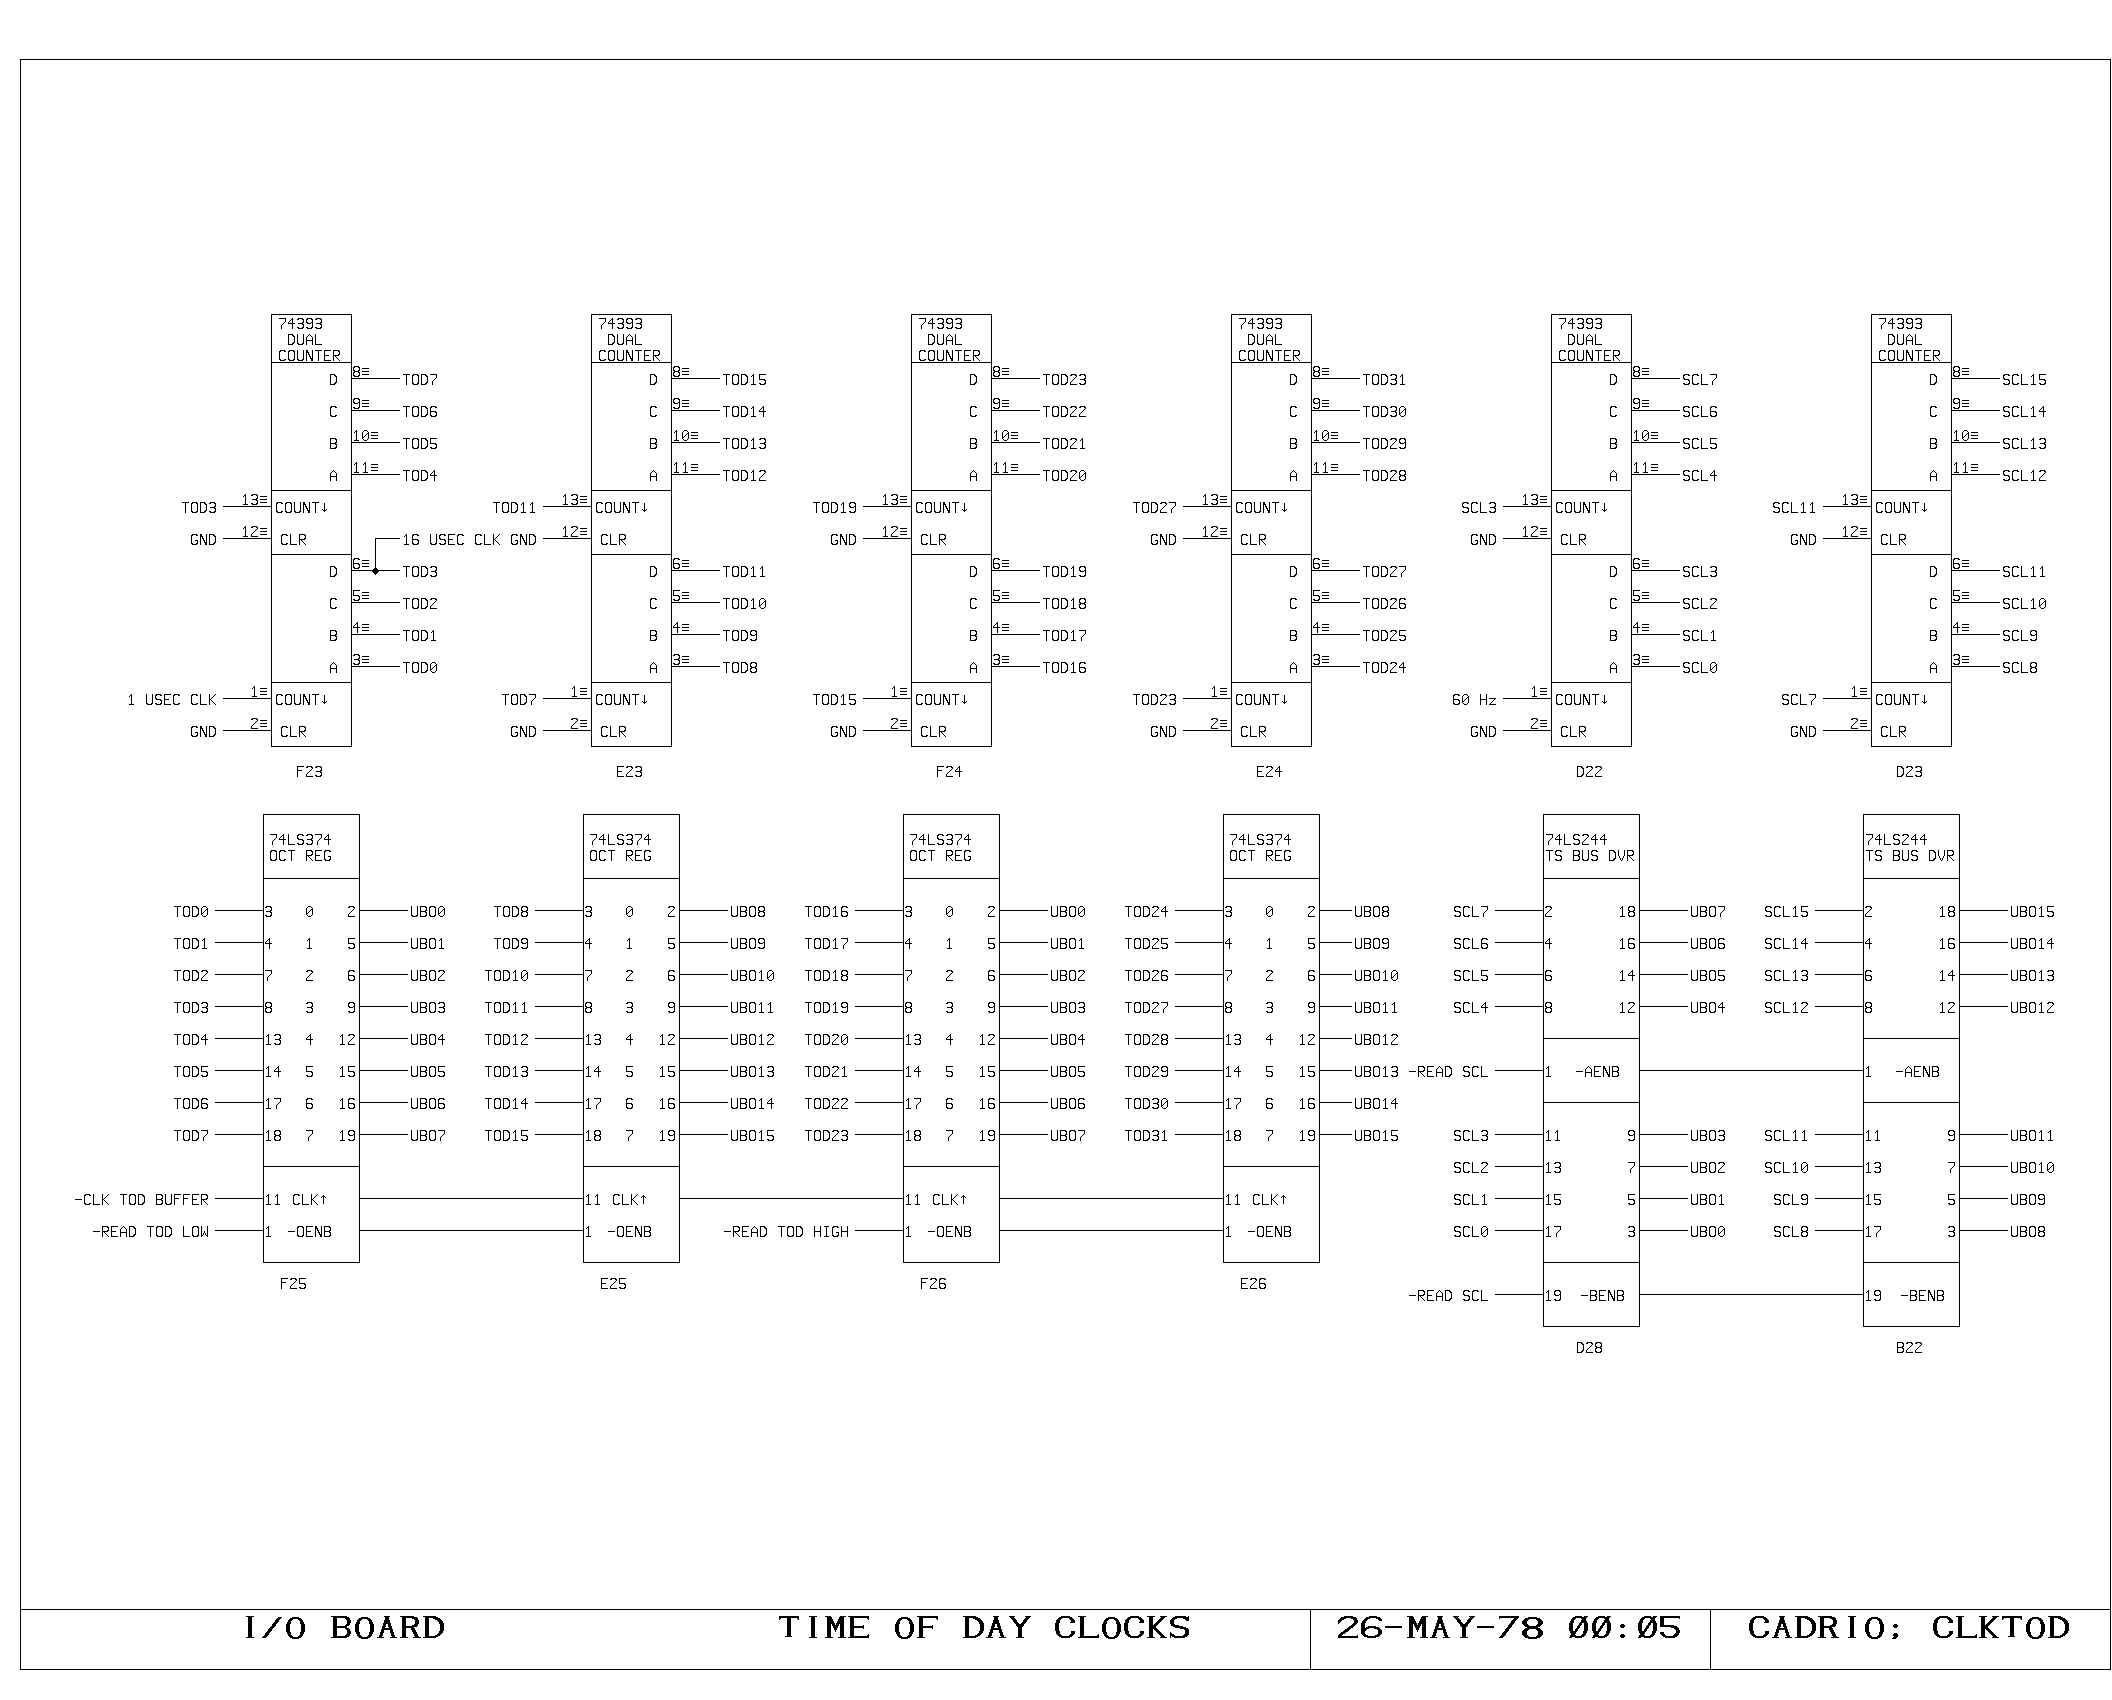 74393 74393 74393 74393 74393 74393
DUAL DUAL DUAL DUAL DUAL DUAL
COUNTER COUNTER COUNTER COUNTER COUNTER COUNTER
D 8≡ TOD7 D 8≡ TOD15 D 8≡ TOD23 D 8≡ TOD31 D 8≡ SCL7 D 8≡ SCL15
C 9≡ TOD6 C 9≡ TOD14 C 9≡ TOD22 C 9≡ TOD30 C 9≡ SCL6 C 9≡ SCL14
B 10≡ TOD5 B 10≡ TOD13 B 10≡ TOD21 B 10≡ TOD29 B 10≡ SCL5 B 10≡ SCL13
A 11≡ TOD4 A 11≡ TOD12 A 11≡ TOD20 A 11≡ TOD28 A 11≡ SCL4 A 11≡ SCL12
TOD3 13≡ COUNT↓ TOD11 13≡ COUNT↓ TOD19 13≡ COUNT↓ TOD27 13≡ COUNT↓ SCL3 13≡ COUNT↓ SCL11 13≡ COUNT↓
GND 12≡ CLR 16 USEC CLK GND 12≡ CLR GND 12≡ CLR GND 12≡ CLR GND 12≡ CLR GND 12≡ CLR
D 6≡ TOD3 D 6≡ TOD11 D 6≡ TOD19 D 6≡ TOD27 D 6≡ SCL3 D 6≡ SCL11
C 5≡ TOD2 C 5≡ TOD10 C 5≡ TOD18 C 5≡ TOD26 C 5≡ SCL2 C 5≡ SCL10
B 4≡ TOD1 B 4≡ TOD9 B 4≡ TOD17 B 4≡ TOD25 B 4≡ SCL1 B 4≡ SCL9
A 3≡ TOD0 A 3≡ TOD8 A 3≡ TOD16 A 3≡ TOD24 A 3≡ SCL0 A 3≡ SCL8
1 USEC CLK 1≡ COUNT↓ TOD7 1≡ COUNT↓ TOD15 1≡ COUNT↓ TOD23 1≡ COUNT↓ 60 Hz 1≡ COUNT↓ SCL7 1≡ COUNT↓
GND 2≡ CLR GND 2≡ CLR GND 2≡ CLR GND 2≡ CLR GND 2≡ CLR GND 2≡ CLR
F23 E23 F24 E24 D22 D23
74LS374 74LS374 74LS374 74LS374 74LS244 74LS244
OCT REG OCT REG OCT REG OCT REG TS BUS DVR TS BUS DVR
TOD0 3 0 2 UBO0 TOD8 3 0 2 UBO8 TOD16 3 0 2 UBO0 TOD24 3 0 2 UBO8 SCL7 2 18 UBO7 SCL15 2 18 UBO15
TOD1 4 1 5 UBO1 TOD9 4 1 5 UBO9 TOD17 4 1 5 UBO1 TOD25 4 1 5 UBO9 SCL6 4 16 UBO6 SCL14 4 16 UBO14
TOD2 7 2 6 UBO2 TOD10 7 2 6 UBO10 TOD18 7 2 6 UBO2 TOD26 7 2 6 UBO10 SCL5 6 14 UBO5 SCL13 6 14 UBO13
TOD3 8 3 9 UBO3 TOD11 8 3 9 UBO11 TOD19 8 3 9 UBO3 TOD27 8 3 9 UBO11 SCL4 8 12 UBO4 SCL12 8 12 UBO12
TOD4 13 4 12 UBO4 TOD12 13 4 12 UBO12 TOD20 13 4 12 UBO4 TOD28 13 4 12 UBO12
TOD5 14 5 15 UBO5 TOD13 14 5 15 UBO13 TOD21 14 5 15 UBO5 TOD29 14 5 15 UBO13 -READ SCL 1 -AENB 1 -AENB
TOD6 17 6 16 UBO6 TOD14 17 6 16 UBO14 TOD22 17 6 16 UBO6 TOD30 17 6 16 UBO14
TOD7 18 7 19 UBO7 TOD15 18 7 19 UBO15 TOD23 18 7 19 UBO7 TOD31 18 7 19 UBO15 SCL3 11 9 UBO3 SCL11 11 9 UBO11
SCL2 13 7 UBO2 SCL10 13 7 UBO10
-CLK TOD BUFFER 11 CLK↑ 11 CLK↑ 11 CLK↑ 11 CLK↑ SCL1 15 5 UBO1 SCL9 15 5 UBO9
-READ TOD LOW 1 -OENB 1 -OENB -READ TOD HIGH 1 -OENB 1 -OENB SCL0 17 3 UBO0 SCL8 17 3 UBO8
F25 E25 F26 E26
-READ SCL 19 -BENB 19 -BENB
D28 B22
I/O BOARD TIME OF DAY CLOCKS 26-MAY-78 00:05 CADRIO; CLKTOD